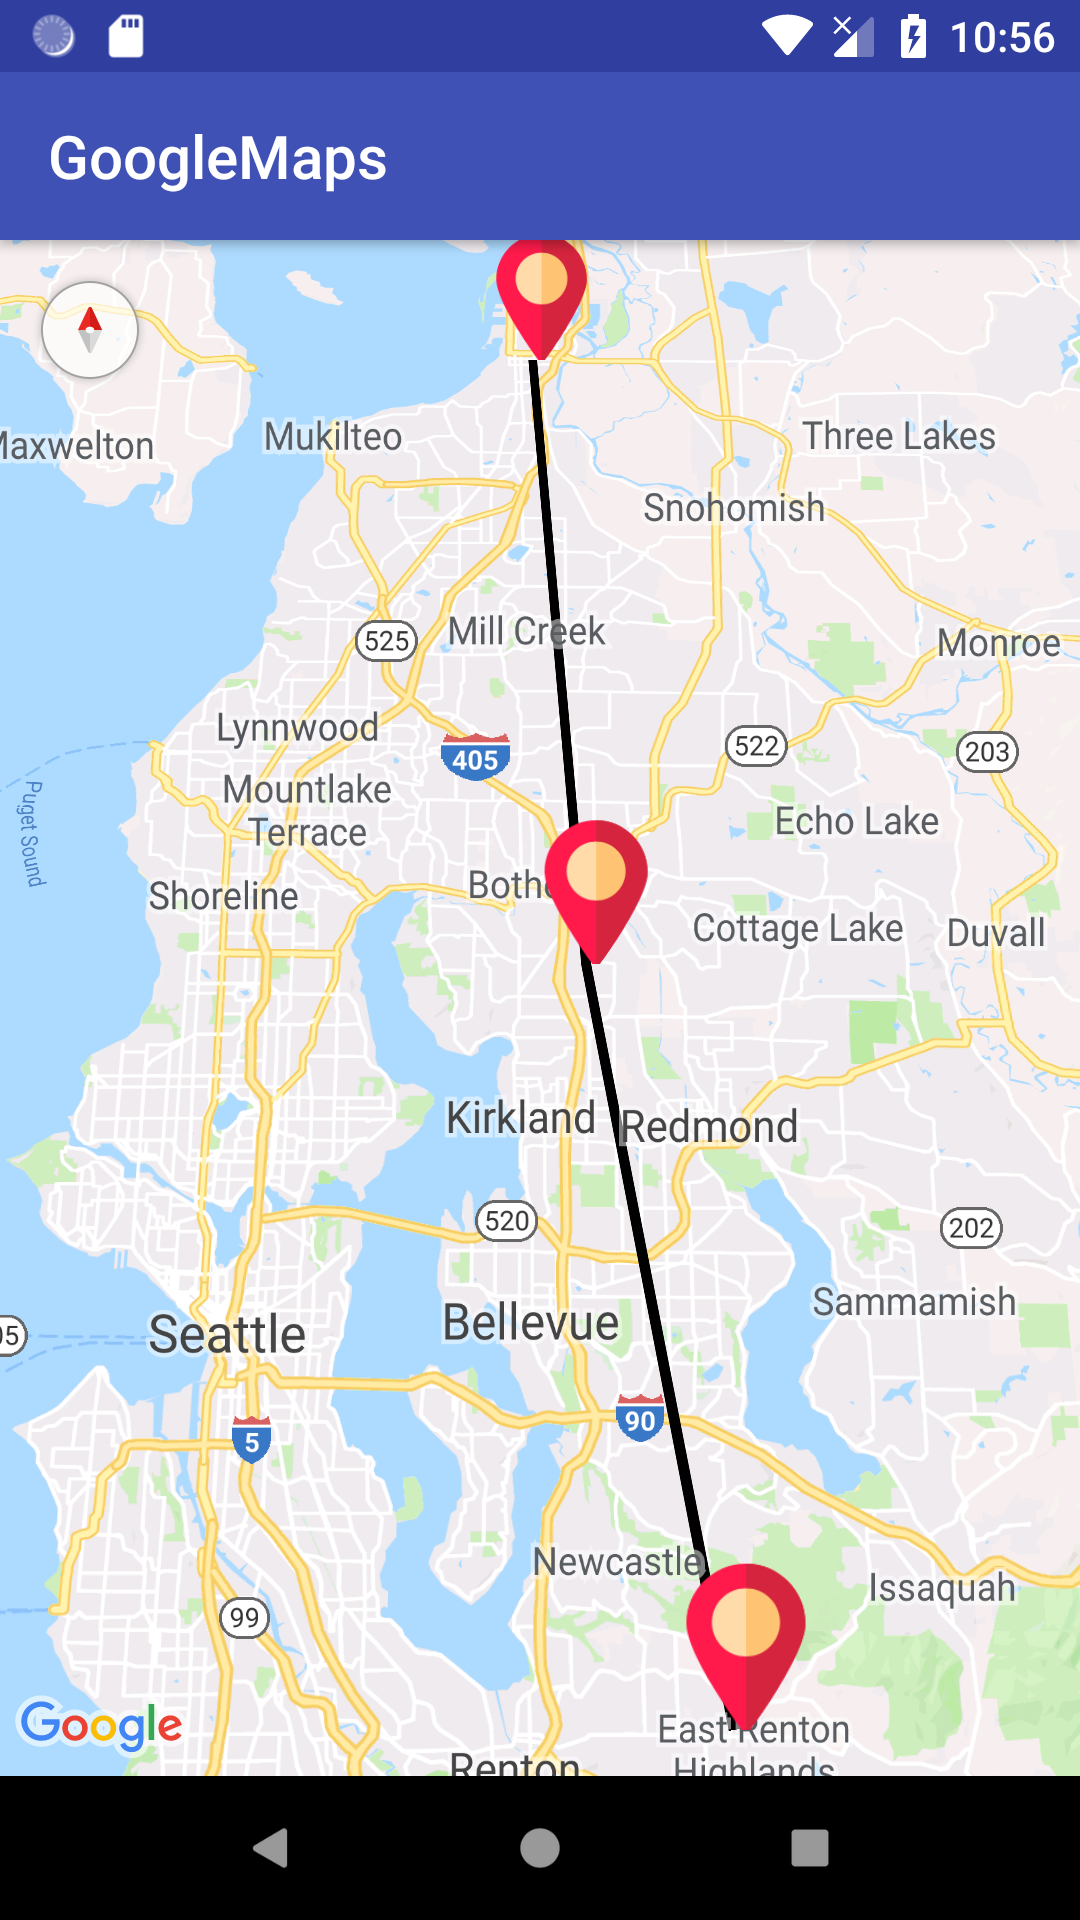 10:56
GoogleMaps
Maxwelton
Mukilteo
Three Lakes
Snohomish
525
Mill Creek
Monroe
Lynnwood
405
522
203
Mountlake
Terrace
Puget Sound
Echo Lake
Shoreline
Both
Cottage Lake
Duvall
Kirkland
Redmond
520
202
Sammamish
Seattle
Bellevue
05
90
5
Newcastle
Issaquah
99
Google
East Renton
Highlands
Renton